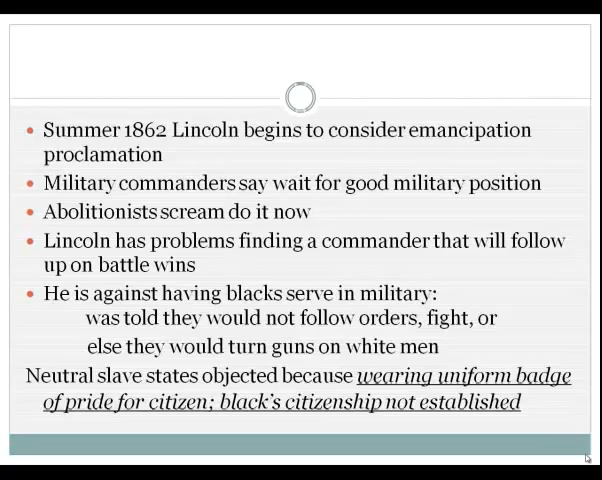 • Summer 1862 Lincoln begins to consider emancipation
proclamation
• Military commanders say wait for good military position
• Abolitionists scream do it now
• Lincoln has problems finding a commander that will follow
up on battle wins
• He is against having blacks serve in military:
was told they would not follow orders, fight, or
else they would turn guns on white men
Neutral slave states objected because wearing uniform badge
of pride for citizen; black's citizenship not established